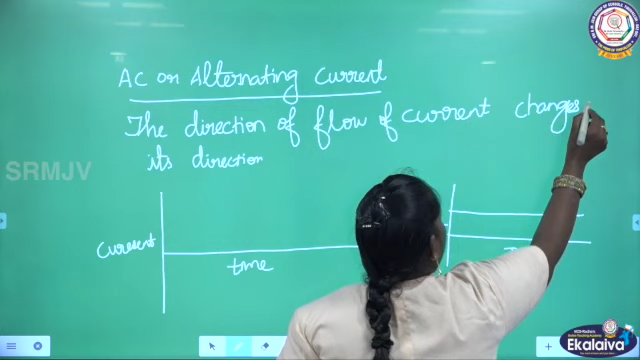 AC or Alternating Current
The direction of flow of current changes
its direction
SRMJV
Current
time
Ekalaiva